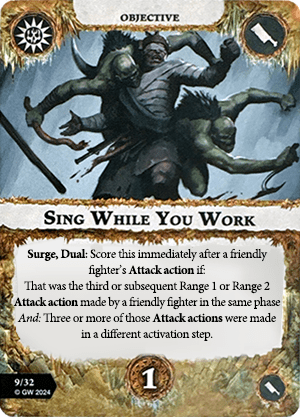 OBJECTIVE
SING WHILE YOU WORK
Surge, Dual: Score this immediately after a friendly
fighter's Attack action if:
That was the third or subsequent Range 1 or Range 2
Attack action made by a friendly fighter in the same phase
And: Three or more of those Attack actions were made
in a different activation step.
9/32
© GW 2024
1